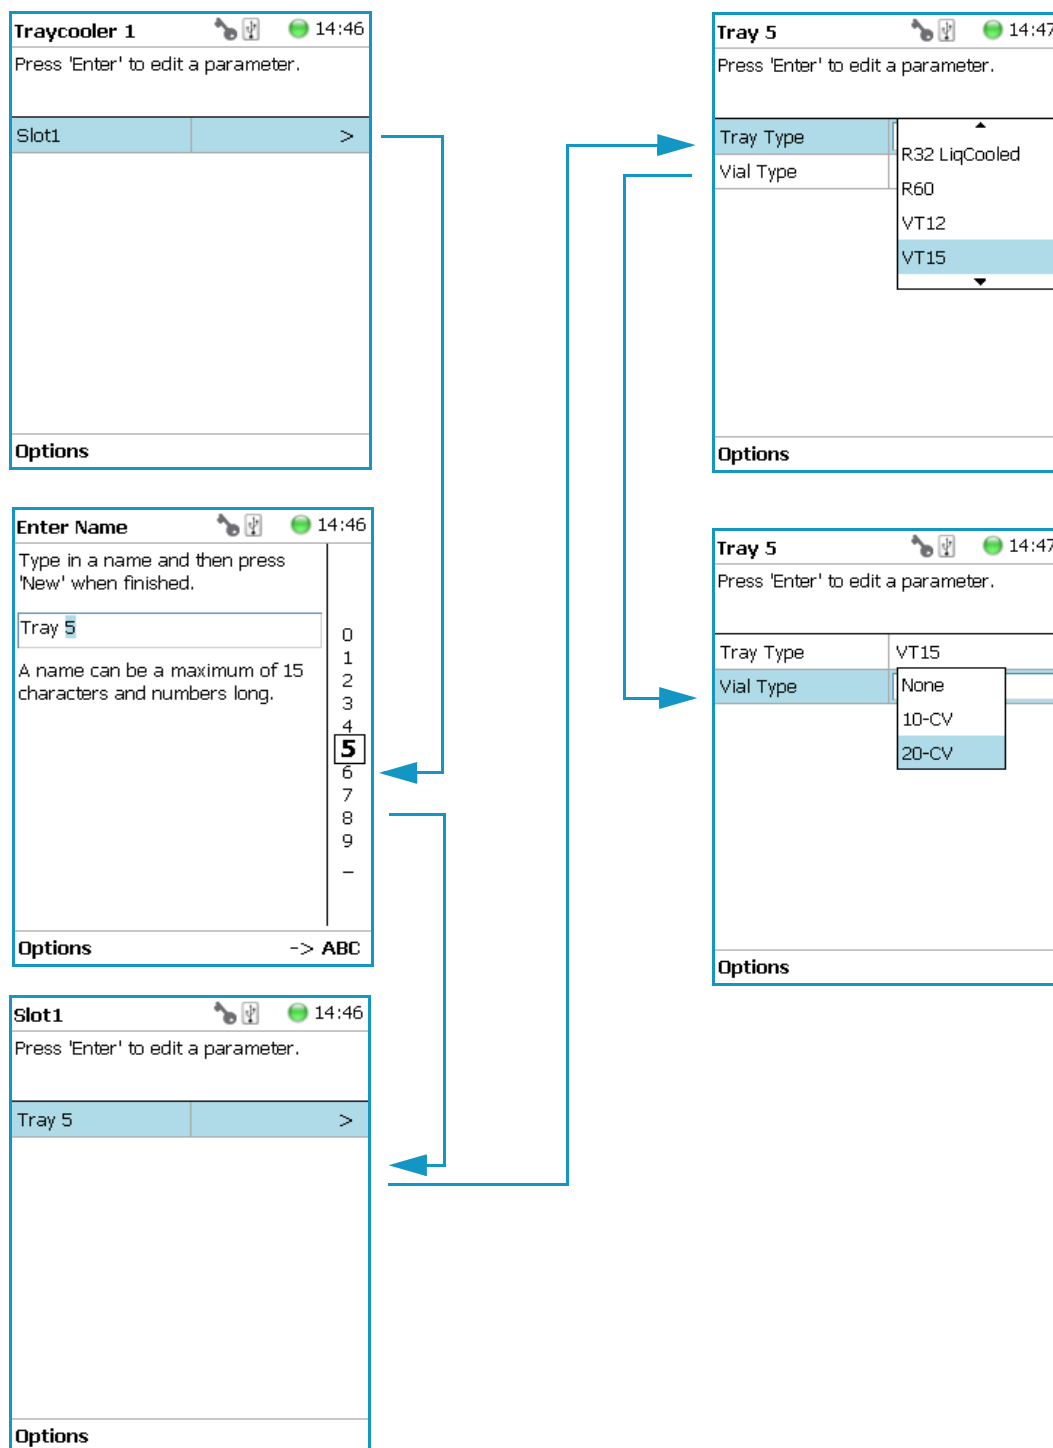 Traycooler 1 14:46
Press 'Enter' to edit a parameter.
Slot1 >
Options
Enter Name 14:46
Type in a name and then press
'New' when finished.
Tray 5
A name can be a maximum of 15
characters and numbers long.
0
1
2
3
4
5
6
7
8
9
_
Options -> ABC
Slot1 14:46
Press 'Enter' to edit a parameter.
Tray 5 >
Options
Tray 5 14:47
Press 'Enter' to edit a parameter.
Tray Type
Vial Type
R32 LiqCooled
R60
VT12
VT15
Options
Tray 5 14:47
Press 'Enter' to edit a parameter.
Tray Type VT15
Vial Type
None
10-CV
20-CV
Options